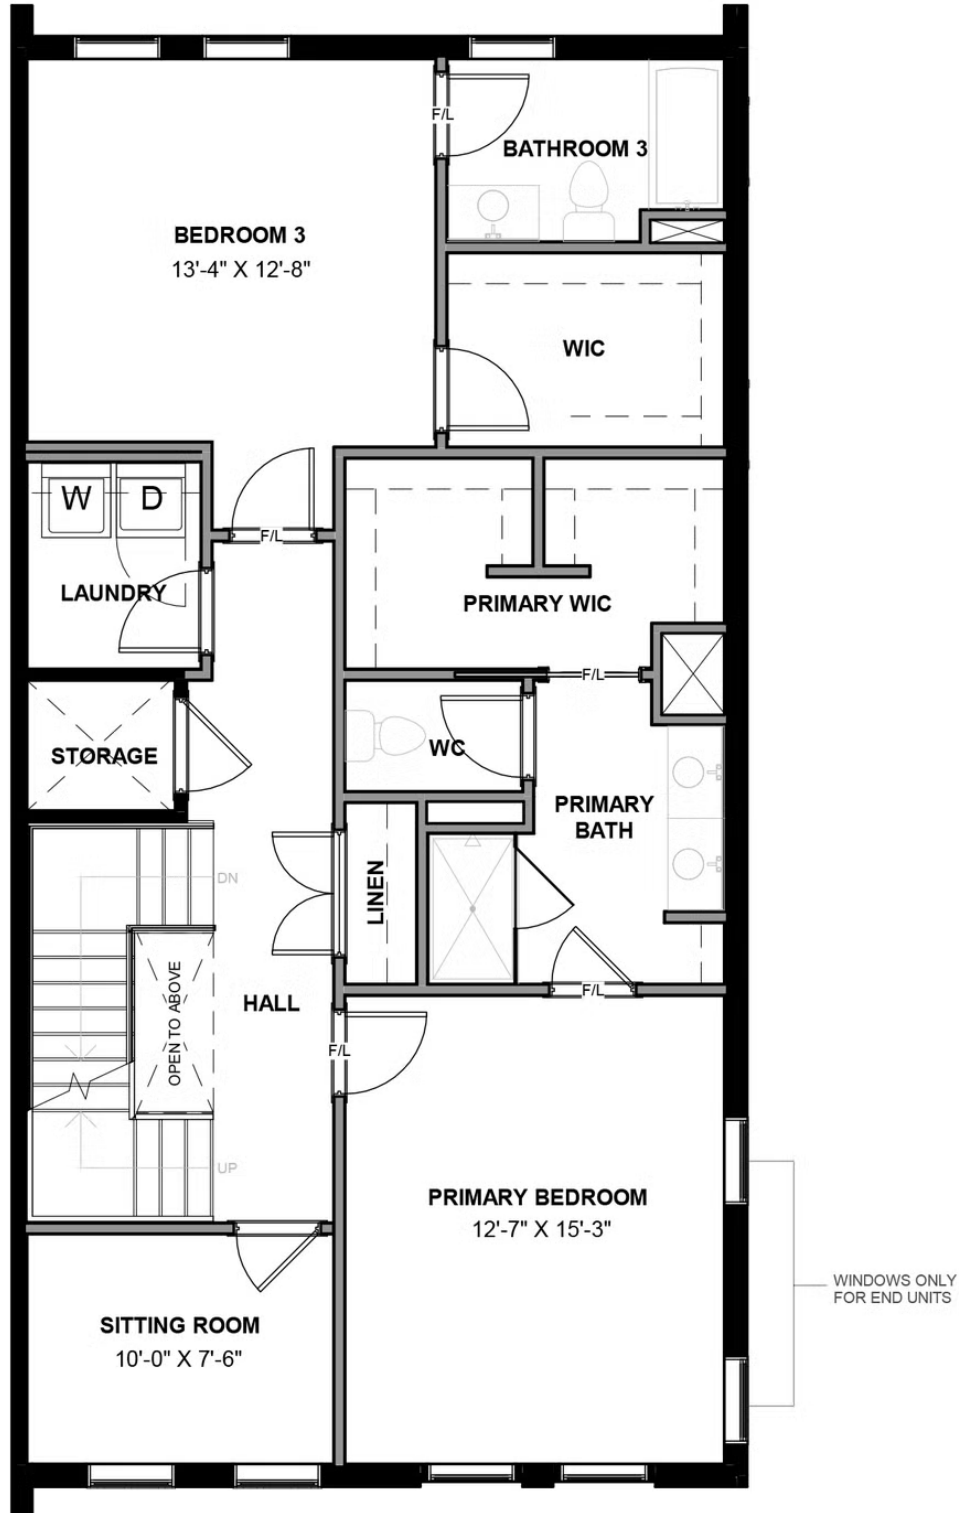 F/L
BATHROOM 3
BEDROOM 3
13'-4" X 12'-8"
WIC
W
D
F/L
LAUNDRY
PRIMARY WIC
F/L
STORAGE
WC
PRIMARY
BATH
DN
LINEN
OPEN TO ABOVE
HALL
F/L
F/L
UP
PRIMARY BEDROOM
12'-7" X 15'-3"
WINDOWS ONLY
FOR END UNITS
SITTING ROOM
10'-0" X 7'-6"